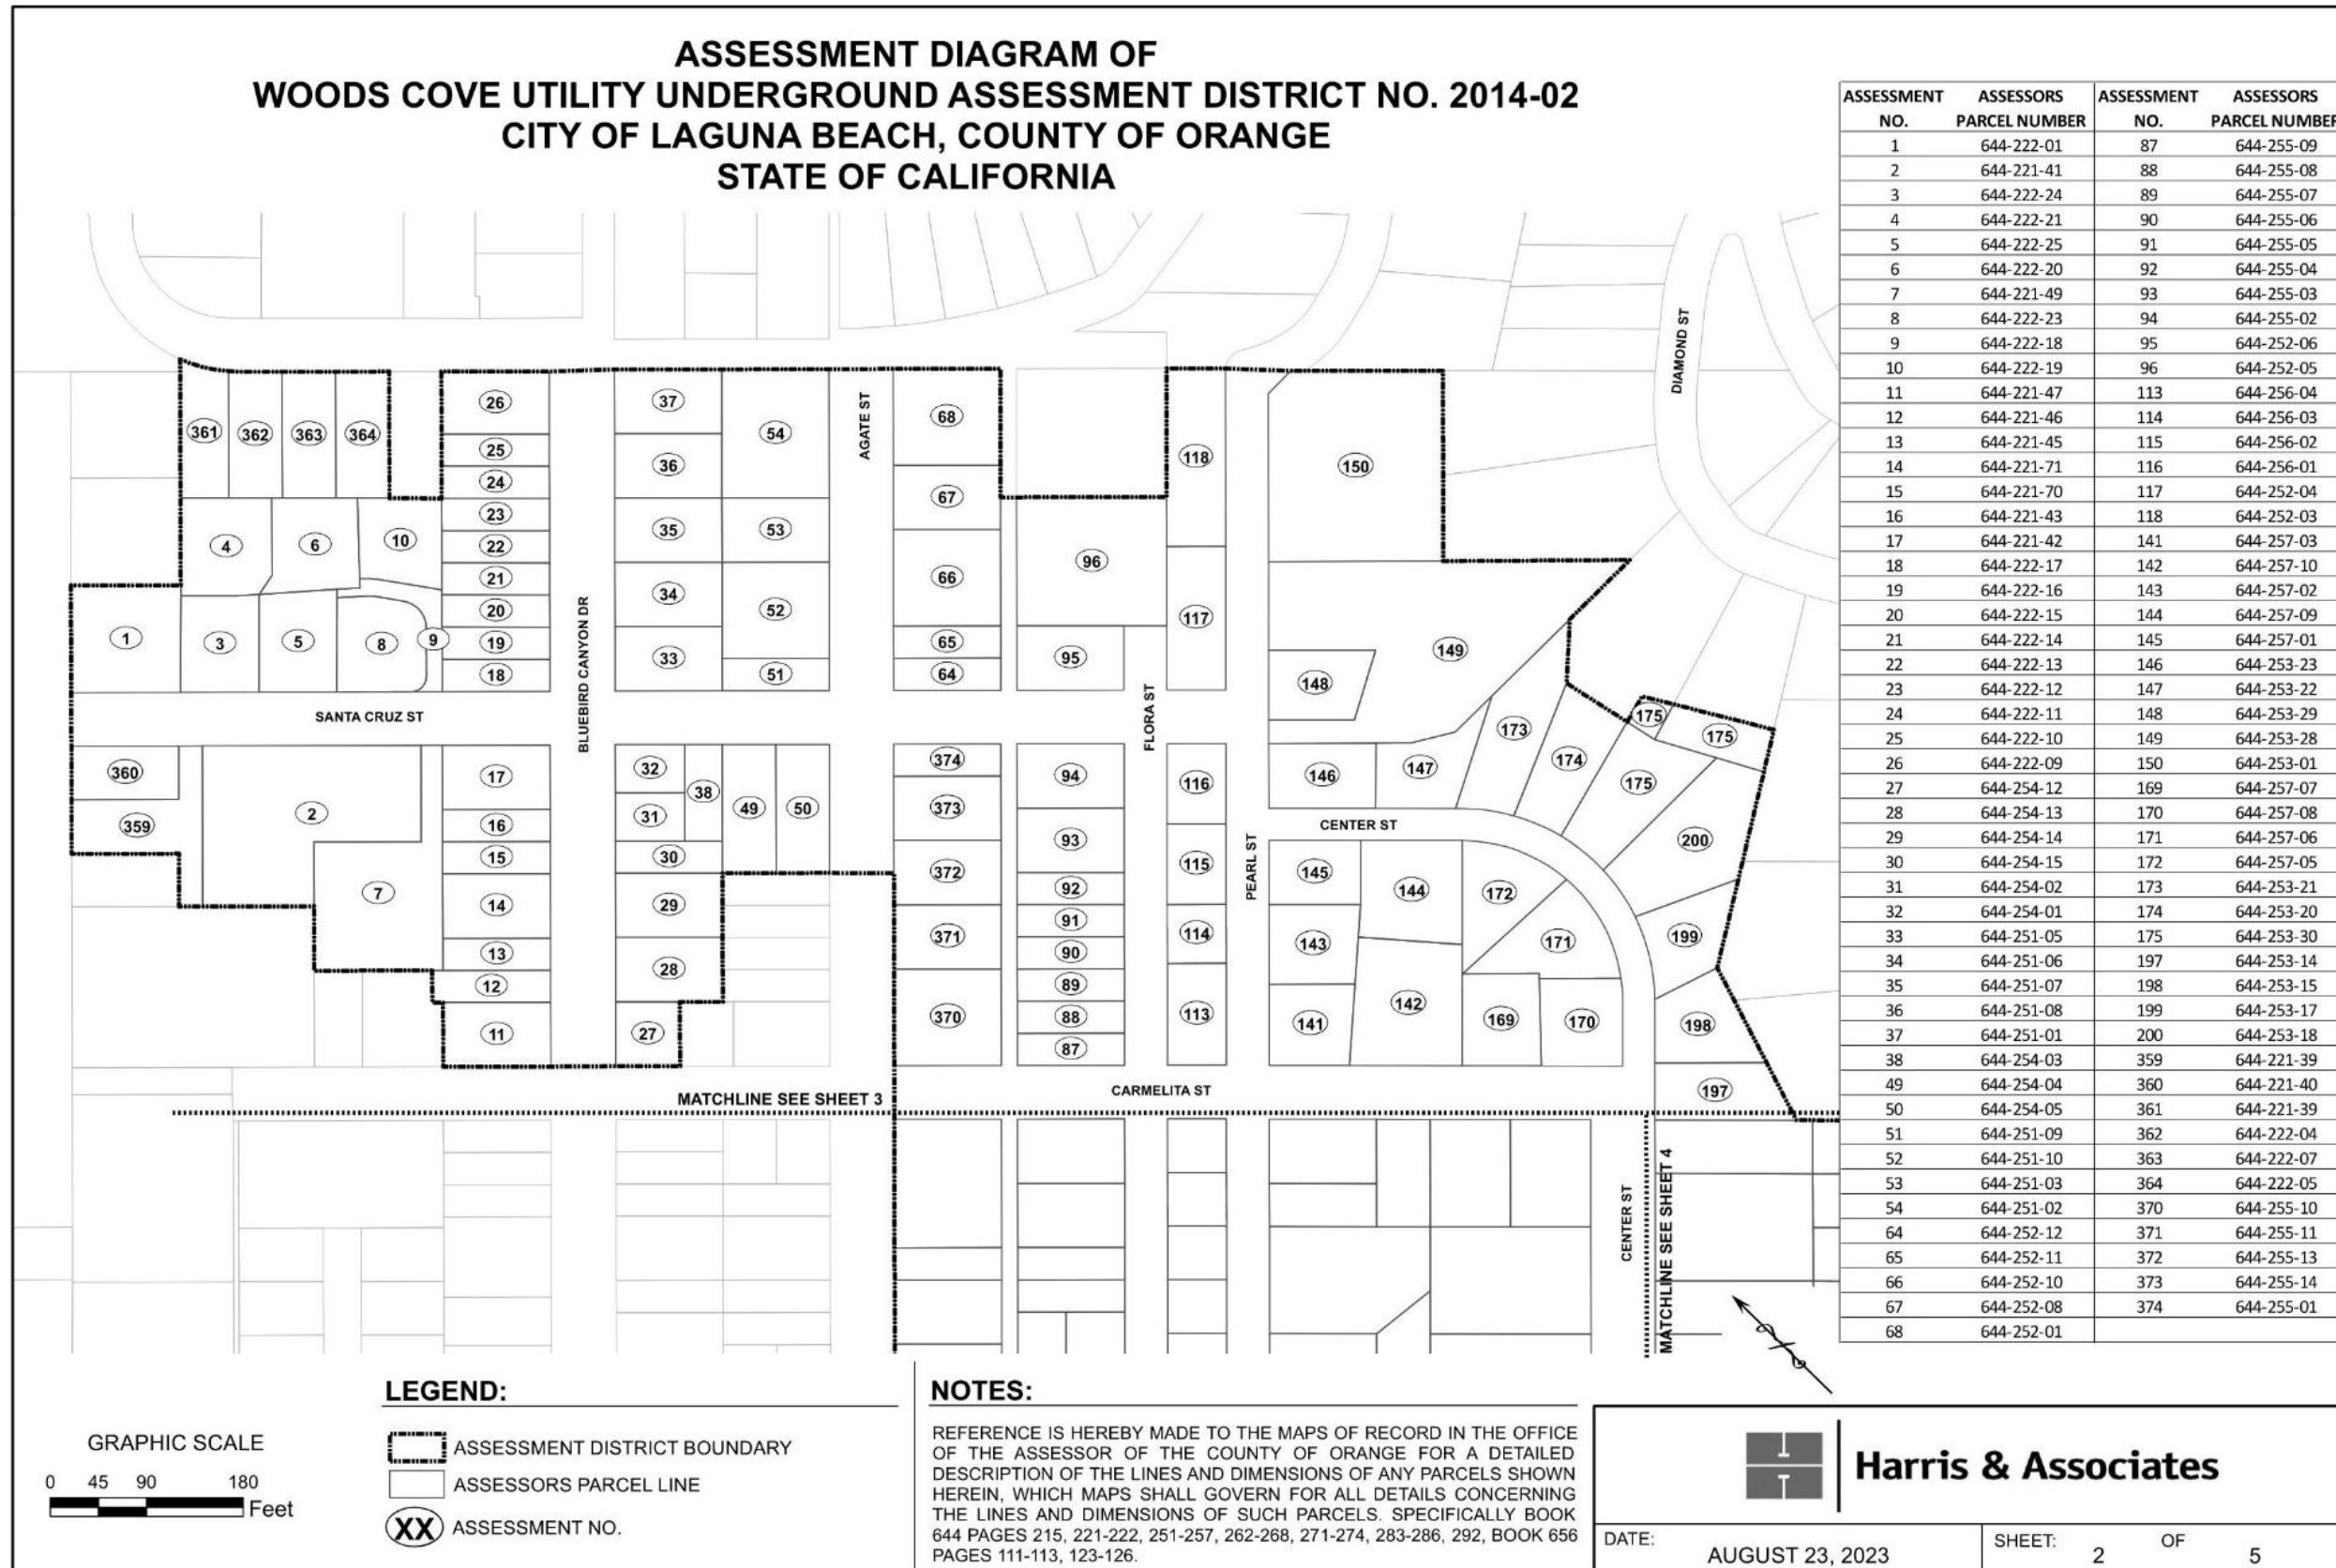 ASSESSMENT DIAGRAM OF
WOODS COVE UTILITY UNDERGROUND ASSESSMENT DISTRICT NO. 2014-02
CITY OF LAGUNA BEACH, COUNTY OF ORANGE
STATE OF CALIFORNIA
ASSESSMENT ASSESSORS ASSESSMENT ASSESSORS
NO. PARCEL NUMBER NO. PARCEL NUMBER
1 644-222-01 87 644-255-09
2 644-221-41 88 644-255-08
3 644-222-24 89 644-255-07
4 644-222-21 90 644-255-06
5 644-222-25 91 644-255-05
6 644-222-20 92 644-255-04
7 644-221-49 93 644-255-03
8 644-222-23 94 644-255-02
9 644-222-18 95 644-252-06
10 644-222-19 96 644-252-05
11 644-221-47 113 644-256-04
12 644-221-46 114 644-256-03
13 644-221-45 115 644-256-02
14 644-221-71 116 644-256-01
15 644-221-70 117 644-252-04
16 644-221-43 118 644-252-03
17 644-221-42 141 644-257-03
18 644-222-17 142 644-257-10
19 644-222-16 143 644-257-02
20 644-222-15 144 644-257-09
21 644-222-14 145 644-257-01
22 644-222-13 146 644-253-23
23 644-222-12 147 644-253-22
24 644-222-11 148 644-253-29
25 644-222-10 149 644-253-28
26 644-222-09 150 644-253-01
27 644-254-12 169 644-257-07
28 644-254-13 170 644-257-08
29 644-254-14 171 644-257-06
30 644-254-15 172 644-257-05
31 644-254-02 173 644-253-21
32 644-254-01 174 644-253-20
33 644-251-05 175 644-253-30
34 644-251-06 197 644-253-14
35 644-251-07 198 644-253-15
36 644-251-08 199 644-253-17
37 644-251-01 200 644-253-18
38 644-254-03 359 644-221-39
49 644-254-04 360 644-221-40
50 644-254-05 361 644-221-39
51 644-251-09 362 644-222-04
52 644-251-10 363 644-222-07
53 644-251-03 364 644-222-05
54 644-251-02 370 644-255-10
64 644-252-12 371 644-255-11
65 644-252-11 372 644-255-13
66 644-252-10 373 644-255-14
67 644-252-08 374 644-255-01
68 644-252-01
361 362 363 364
4 6 10
1 3 5 8 9
26
25
24
23
22
21
20
19
18
BLUEBIRD CANYON DR
37
36
35
34
33
54
53
52
51
AGATE ST
68
67
66
65
64
96
95
FLORA ST
118
117
150
149
148
DIAMOND ST
SANTA CRUZ ST
360
359
2
7
17
16
15
14
13
12
11
32
31
38
49
50
30
29
28
27
374
373
372
371
370
94
93
92
91
90
89
88
87
116
115
114
113
PEARL ST
146
147
173
174
175
175
175
200
199
198
197
CENTER ST
145
144
172
143
171
142
141
169
170
CARMELITA ST
MATCHLINE SEE SHEET 3
CENTER ST
MATCHLINE SEE SHEET 4
GRAPHIC SCALE
0 45 90 180
Feet
LEGEND:
ASSESSMENT DISTRICT BOUNDARY
ASSESSORS PARCEL LINE
XX ASSESSMENT NO.
NOTES:
REFERENCE IS HEREBY MADE TO THE MAPS OF RECORD IN THE OFFICE
OF THE ASSESSOR OF THE COUNTY OF ORANGE FOR A DETAILED
DESCRIPTION OF THE LINES AND DIMENSIONS OF ANY PARCELS SHOWN
HEREIN, WHICH MAPS SHALL GOVERN FOR ALL DETAILS CONCERNING
THE LINES AND DIMENSIONS OF SUCH PARCELS. SPECIFICALLY BOOK
644 PAGES 215, 221-222, 251-257, 262-268, 271-274, 283-286, 292, BOOK 656
PAGES 111-113, 123-126.
Harris & Associates
DATE: AUGUST 23, 2023
SHEET: 2 OF 5